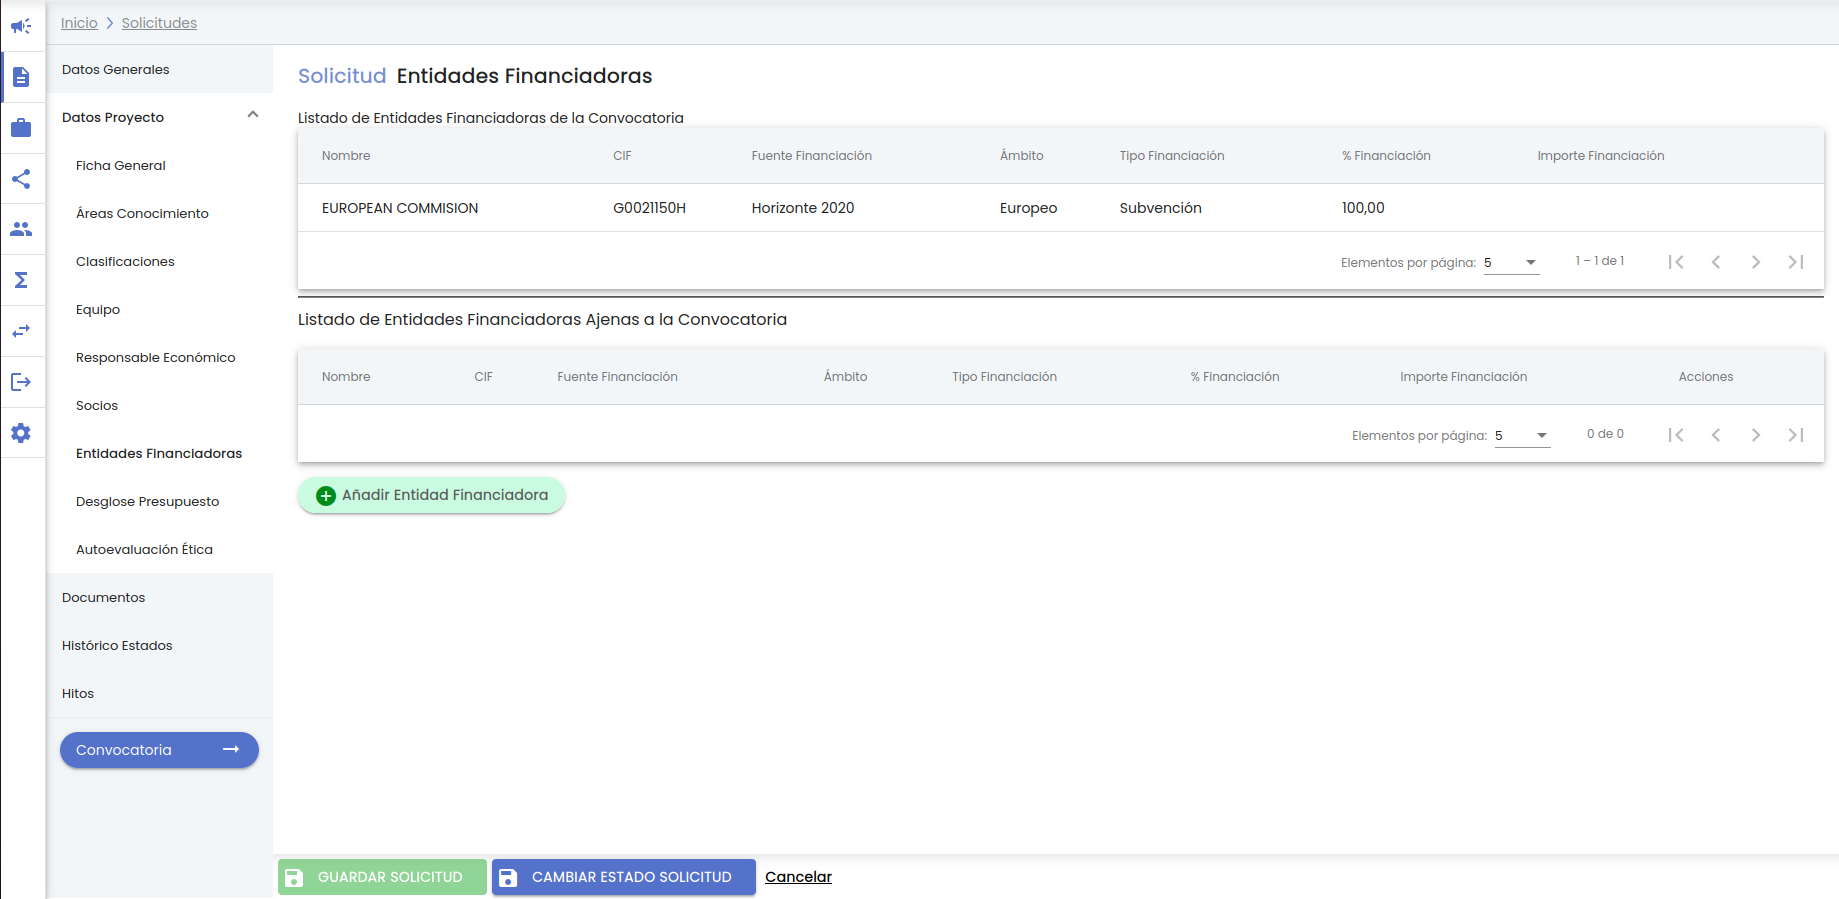 Inicio > Solicitudes
Datos Generales
Datos Proyecto
Ficha General
Áreas Conocimiento
Clasificaciones
Equipo
Responsable Económico
Socios
Entidades Financiadoras
Desglose Presupuesto
Autoevaluación Ética
Documentos
Histórico Estados
Hitos
Convocatoria
Solicitud Entidades Financiadoras
Listado de Entidades Financiadoras de la Convocatoria
Nombre CIF Fuente Financiación Ámbito Tipo Financiación % Financiación Importe Financiación
EUROPEAN COMMISION G0021150H Horizonte 2020 Europeo Subvención 100,00
Elementos por página: 5 1 – 1 de 1
Listado de Entidades Financiadoras Ajenas a la Convocatoria
Nombre CIF Fuente Financiación Ámbito Tipo Financiación % Financiación Importe Financiación Acciones
Elementos por página: 5 0 de 0
Añadir Entidad Financiadora
GUARDAR SOLICITUD CAMBIAR ESTADO SOLICITUD Cancelar